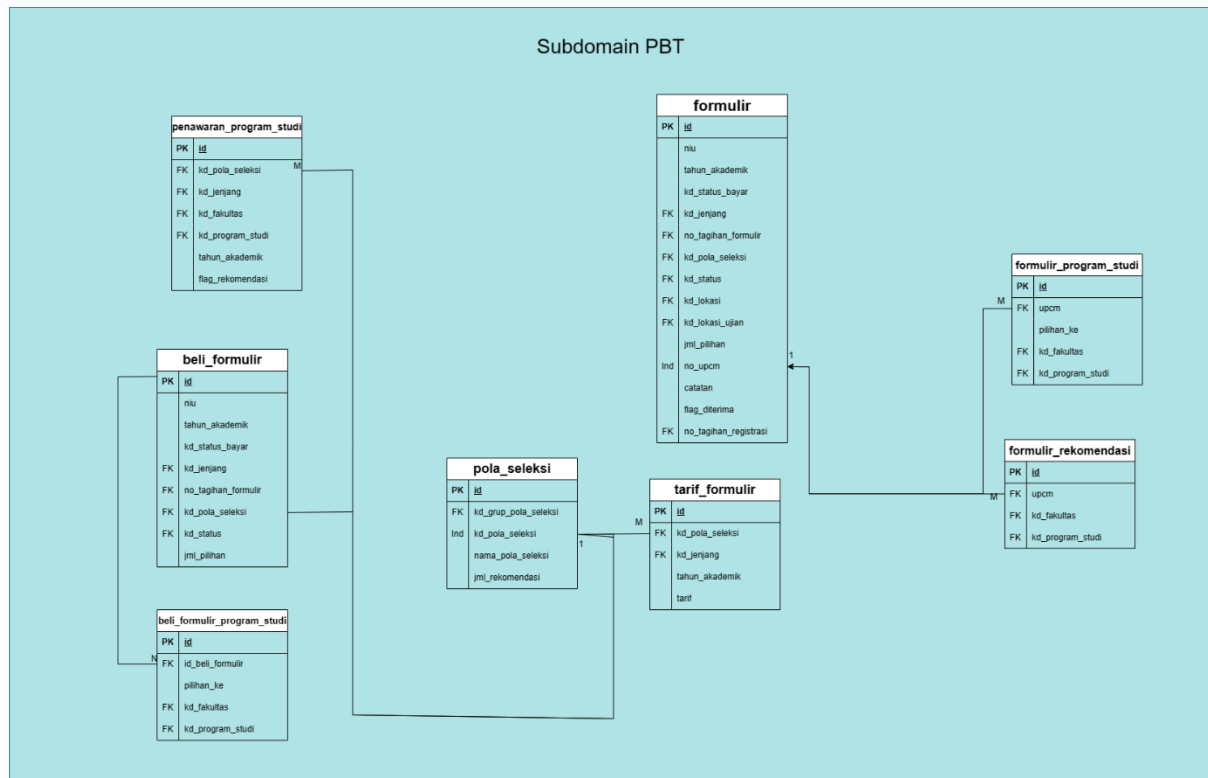 Subdomain PBT
penawaran_program_studi
PK id
FK kd_pola_seleksi M
FK kd_jenjang
FK kd_fakultas
FK kd_program_studi
tahun_akademik
flag_rekomendasi
beli_formulir
PK id
niu
tahun_akademik
kd_status_bayar
FK kd_jenjang
FK no_tagihan_formulir
FK kd_pola_seleksi
FK kd_status
jml_pilihan
beli_formulir_program_studi
PK id
N FK id_beli_formulir
pilihan_ke
FK kd_fakultas
FK kd_program_studi
pola_seleksi
PK id
FK kd_grup_pola_seleksi
Ind kd_pola_seleksi
1
nama_pola_seleksi
jml_rekomendasi
formulir
PK id
niu
tahun_akademik
kd_status_bayar
FK kd_jenjang
FK no_tagihan_formulir
FK kd_pola_seleksi
FK kd_status
FK kd_lokasi
FK kd_lokasi_ujian
jml_pilihan
1
Ind no_upcm
catatan
flag_diterima
FK no_tagihan_registrasi
tarif_formulir
PK id
M
FK kd_pola_seleksi
FK kd_jenjang
tahun_akademik
tarif
formulir_program_studi
PK id
M FK upcm
pilihan_ke
FK kd_fakultas
FK kd_program_studi
formulir_rekomendasi
PK id
M FK upcm
FK kd_fakultas
FK kd_program_studi